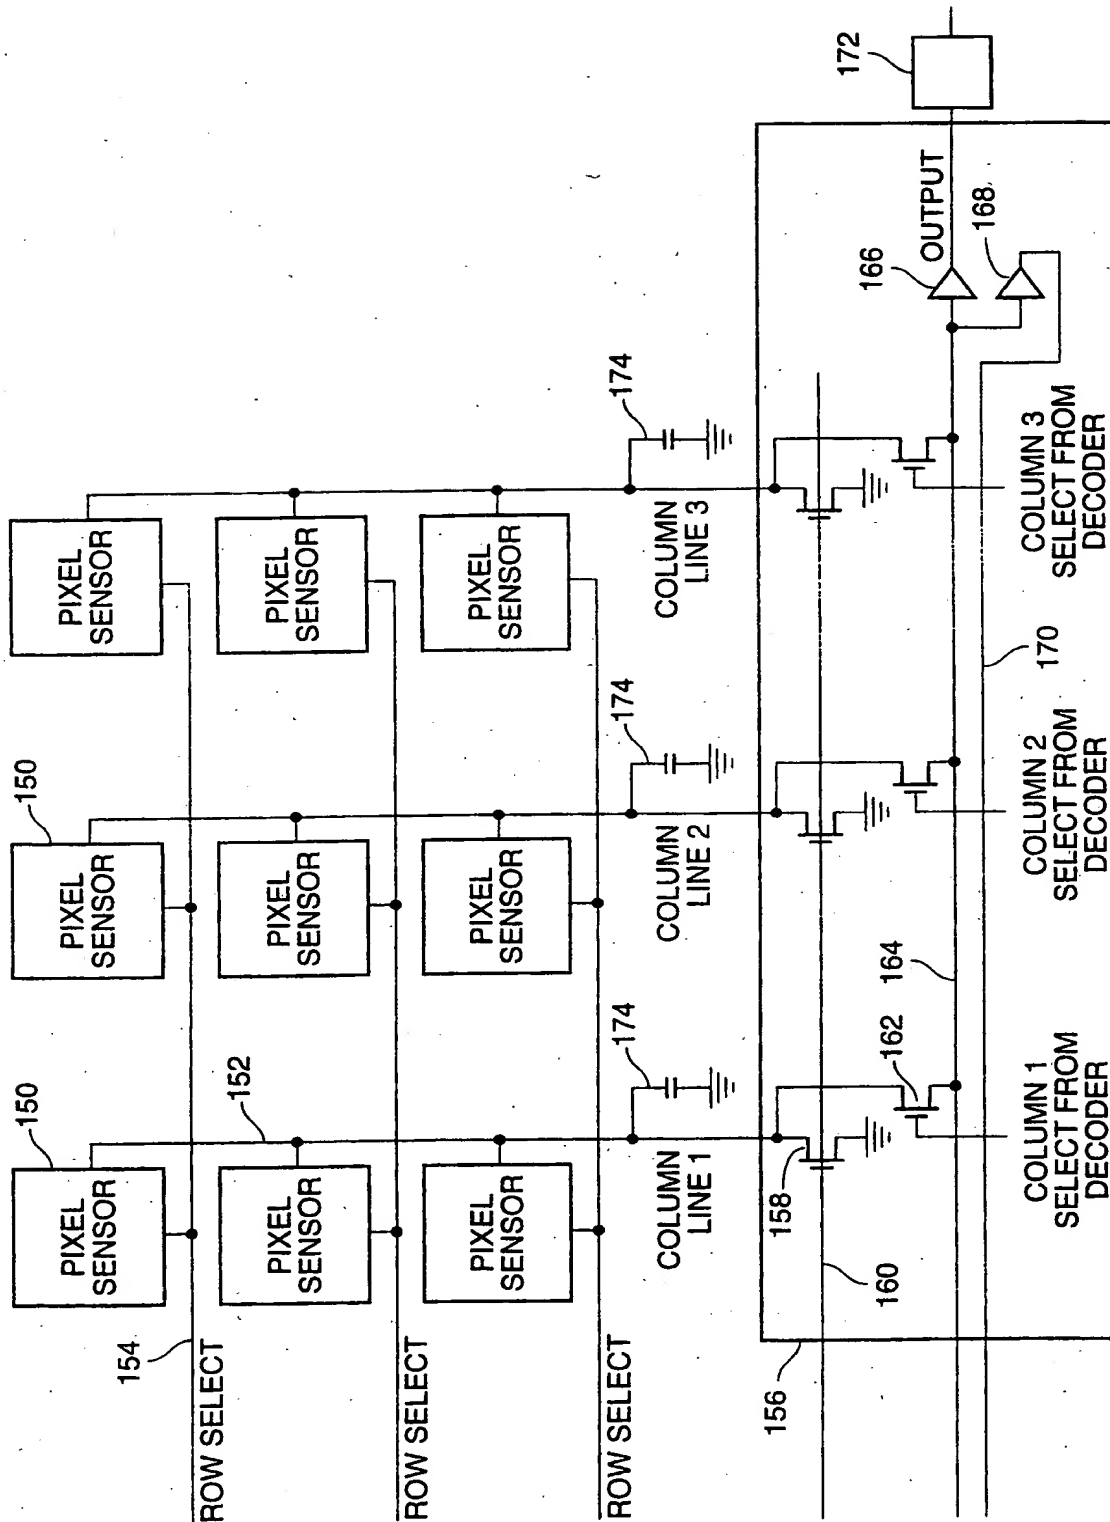 PIXEL
SENSOR
PIXEL
SENSOR
PIXEL
SENSOR
150
150
152
154
ROW SELECT
PIXEL
SENSOR
PIXEL
SENSOR
PIXEL
SENSOR
ROW SELECT
PIXEL
SENSOR
PIXEL
SENSOR
PIXEL
SENSOR
ROW SELECT
COLUMN
LINE 1
174
COLUMN
LINE 2
174
COLUMN
LINE 3
174
156
158
160
162
164
166
OUTPUT
168
170
172
COLUMN 1
SELECT FROM
DECODER
COLUMN 2
SELECT FROM
DECODER
COLUMN 3
SELECT FROM
DECODER